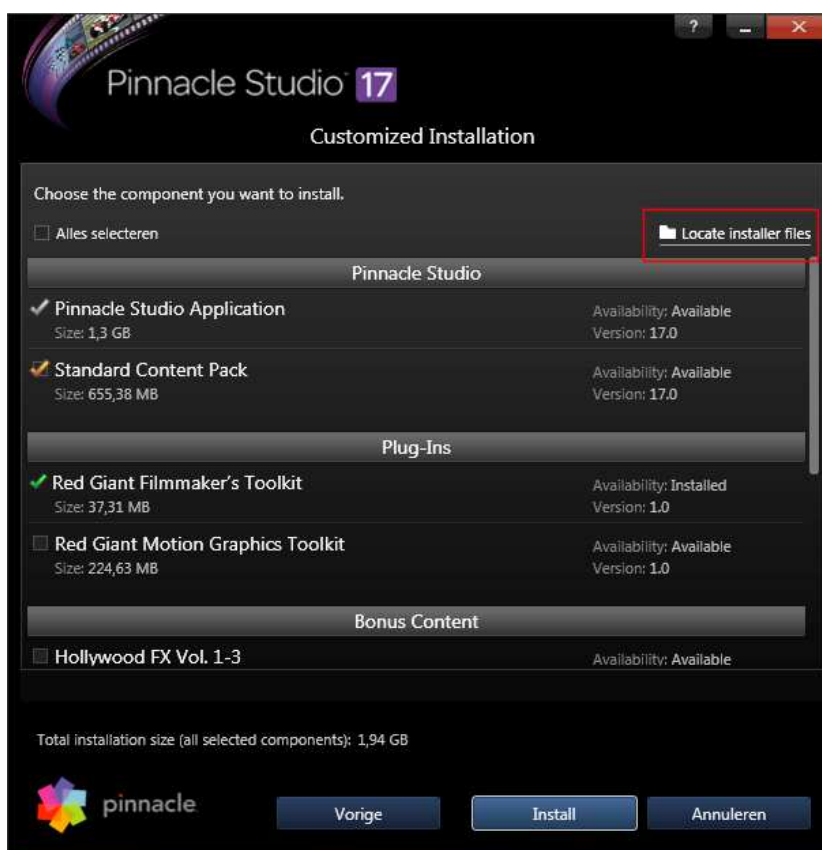 ?
Pinnacle Studio 17
Customized Installation
Choose the component you want to install.
Alles selecteren
Locate installer files
Pinnacle Studio
Pinnacle Studio Application
Availability: Available
Size: 1,3 GB
Version: 17.0
Standard Content Pack
Availability: Available
Size: 655,38 MB
Version: 17.0
Plug-Ins
Red Giant Filmmaker's Toolkit
Availability: Installed
Size: 37,31 MB
Version: 1.0
Red Giant Motion Graphics Toolkit
Availability: Available
Size: 224,63 MB
Version: 1.0
Bonus Content
Hollywood FX Vol. 1-3
Availability: Available
Total installation size (all selected components): 1,94 GB
pinnacle
Vorige
Install
Annuleren